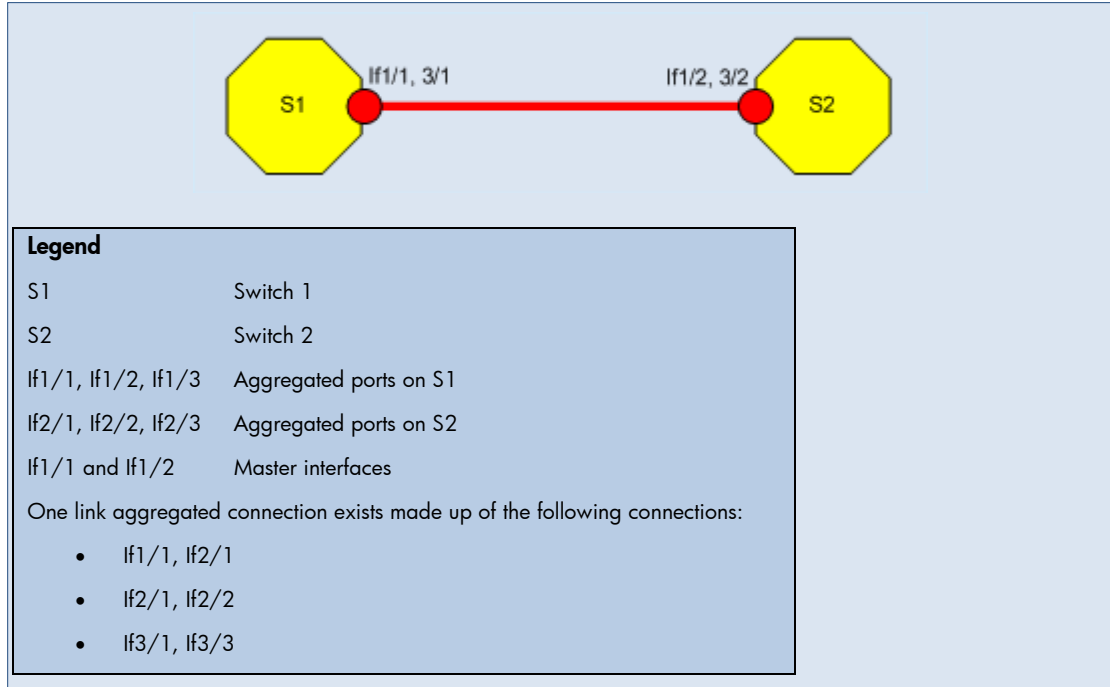 If1/1, 3/1
If1/2, 3/2
S1
S2
Legend
S1 Switch 1
S2 Switch 2
If1/1, If1/2, If1/3 Aggregated ports on S1
If2/1, If2/2, If2/3 Aggregated ports on S2
If1/1 and If1/2 Master interfaces
One link aggregated connection exists made up of the following connections:
• If1/1, If2/1
• If2/1, If2/2
• If3/1, If3/3